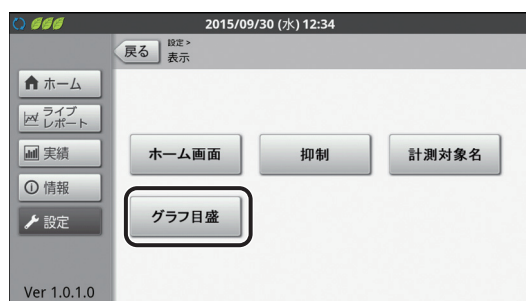 2015/09/30 (水) 12:34
戻る
設定 >
表示
ホーム
ライブ
レポート
実績
情報
設定
ホーム画面
抑制
計測対象名
グラフ目盛
Ver 1.0.1.0